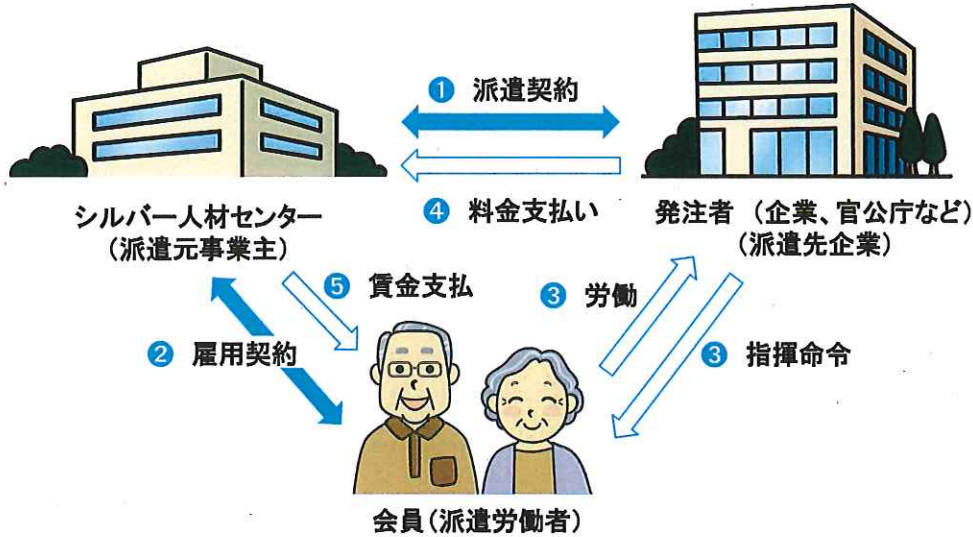 ❶ 派遣契約
❹ 料金支払い
シルバー人材センター
(派遣元事業主)
発注者 (企業、官公庁など)
(派遣先企業)
❺ 賃金支払
❸ 労働
❷ 雇用契約
❸ 指揮命令
会員(派遣労働者)